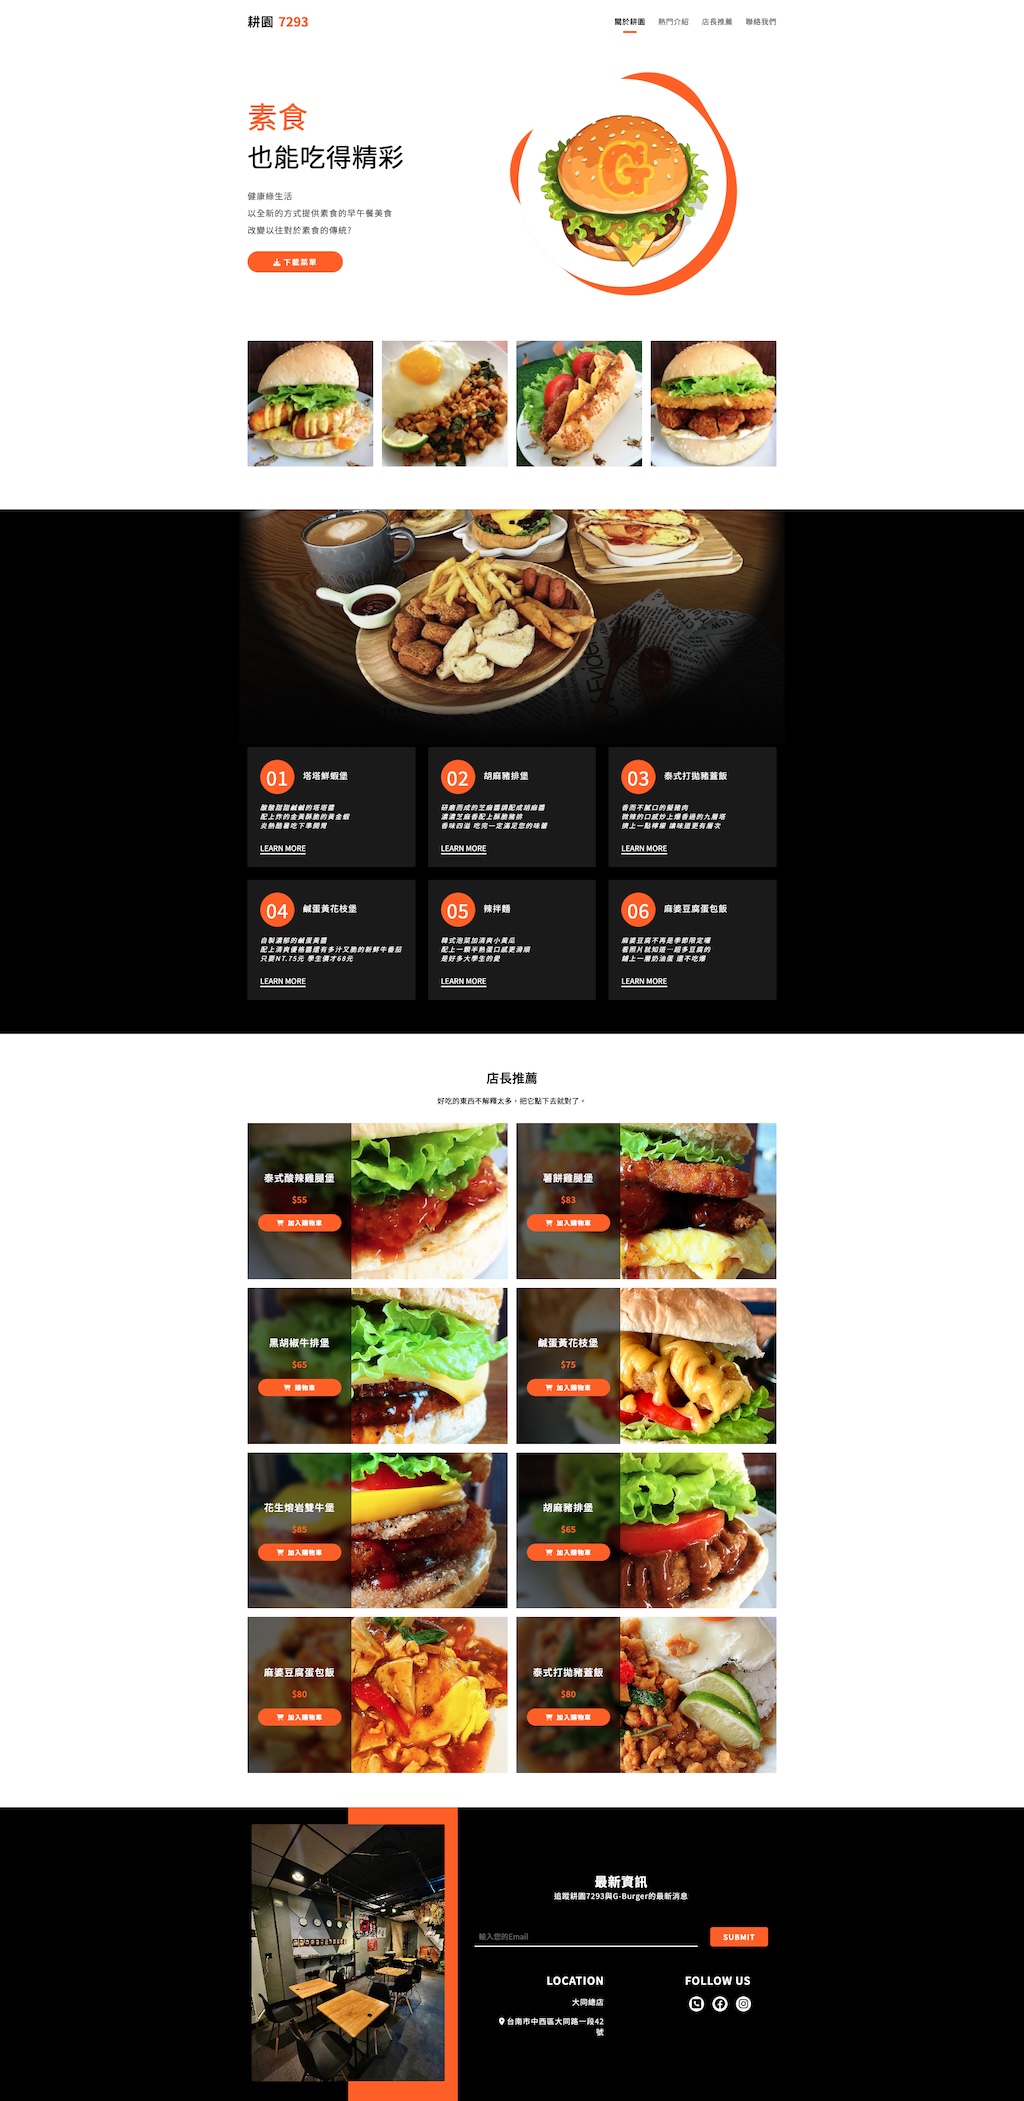 耕園 7293
關於耕園 熱門介紹 店長推薦 聯絡我們
素食
也能吃得精彩
健康綠生活
以全新的方式提供素食的早午餐美食
改變以往對於素食的傳統?
下載菜單
G
01 塔塔鮮蝦堡
酸酸甜甜鹹鹹的塔塔醬
配上炸的金黃酥脆的黃金蝦
炎熱酷暑吃下準開胃
LEARN MORE
02 胡麻豬排堡
研磨而成的芝麻醬調配成胡麻醬
濃濃芝麻香配上酥脆豬排
香味四溢 吃完一定滿足您的味蕾
LEARN MORE
03 泰式打拋豬蓋飯
香而不膩口的擬豬肉
微辣的口感炒上爆香過的九層塔
擠上一點檸檬 讓味道更有層次
LEARN MORE
04 鹹蛋黃花枝堡
自製濃郁的鹹蛋黃醬
配上清爽優格醬還有多汁又脆的新鮮牛番茄
只要NT.75元 學生價才68元
LEARN MORE
05 辣拌麵
韓式泡菜加清爽小黃瓜
配上一顆半熟蛋口感更滑順
是好多大學生的愛
LEARN MORE
06 麻婆豆腐蛋包飯
麻婆豆腐不再是季節限定囉
看照片就知道…超多豆腐的
鋪上一層奶油蛋 還不吃爆
LEARN MORE
店長推薦
好吃的東西不解釋太多，把它點下去就對了。
泰式酸辣雞腿堡
$55
加入購物車
薯餅雞腿堡
$83
加入購物車
黑胡椒牛排堡
$65
購物車
鹹蛋黃花枝堡
$75
加入購物車
花生熔岩雙牛堡
$85
加入購物車
胡麻豬排堡
$65
加入購物車
麻婆豆腐蛋包飯
$80
加入購物車
泰式打拋豬蓋飯
$80
加入購物車
最新資訊
追蹤耕園7293與G-Burger的最新消息
輸入您的Email
SUBMIT
LOCATION
大同總店
台南市中西區大同路一段42
號
FOLLOW US